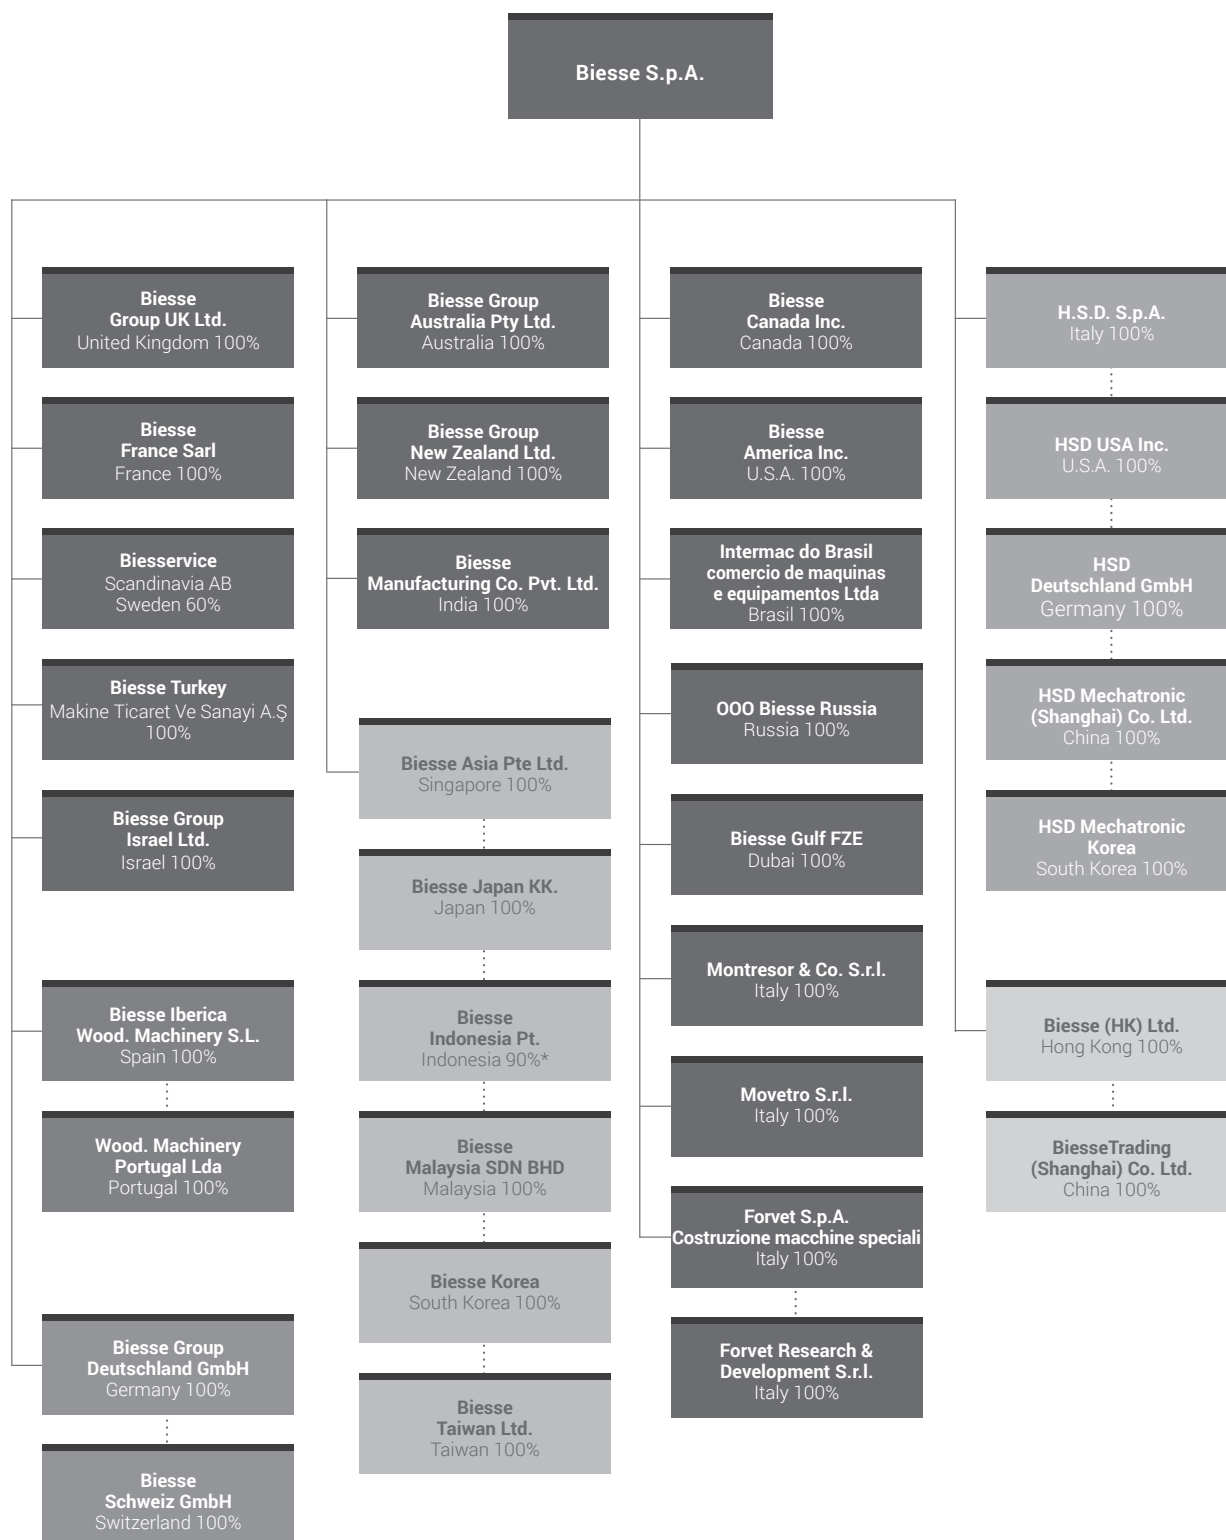 Biesse S.p.A.
Biesse
Group UK Ltd.
United Kingdom 100%
Biesse
France Sarl
France 100%
Biesservice
Scandinavia AB
Sweden 60%
Biesse Turkey
Makine Ticaret Ve Sanayi A.Ş
100%
Biesse Group
Israel Ltd.
Israel 100%
Biesse Iberica
Wood. Machinery S.L.
Spain 100%
Wood. Machinery
Portugal Lda
Portugal 100%
Biesse Group
Deutschland GmbH
Germany 100%
Biesse
Schweiz GmbH
Switzerland 100%
Biesse Group
Australia Pty Ltd.
Australia 100%
Biesse Group
New Zealand Ltd.
New Zealand 100%
Biesse
Manufacturing Co. Pvt. Ltd.
India 100%
Biesse Asia Pte Ltd.
Singapore 100%
Biesse Japan KK.
Japan 100%
Biesse
Indonesia Pt.
Indonesia 90%*
Biesse
Malaysia SDN BHD
Malaysia 100%
Biesse Korea
South Korea 100%
Biesse
Taiwan Ltd.
Taiwan 100%
Biesse
Canada Inc.
Canada 100%
Biesse
America Inc.
U.S.A. 100%
Intermac do Brasil
comercio de maquinas
e equipamentos Ltda
Brasil 100%
OOO Biesse Russia
Russia 100%
Biesse Gulf FZE
Dubai 100%
Montresor & Co. S.r.l.
Italy 100%
Movetro S.r.l.
Italy 100%
Forvet S.p.A.
Costruzione macchine speciali
Italy 100%
Forvet Research &
Development S.r.l.
Italy 100%
H.S.D. S.p.A.
Italy 100%
HSD USA Inc.
U.S.A. 100%
HSD
Deutschland GmbH
Germany 100%
HSD Mechatronic
(Shanghai) Co. Ltd.
China 100%
HSD Mechatronic
Korea
South Korea 100%
Biesse (HK) Ltd.
Hong Kong 100%
BiesseTrading
(Shanghai) Co. Ltd.
China 100%